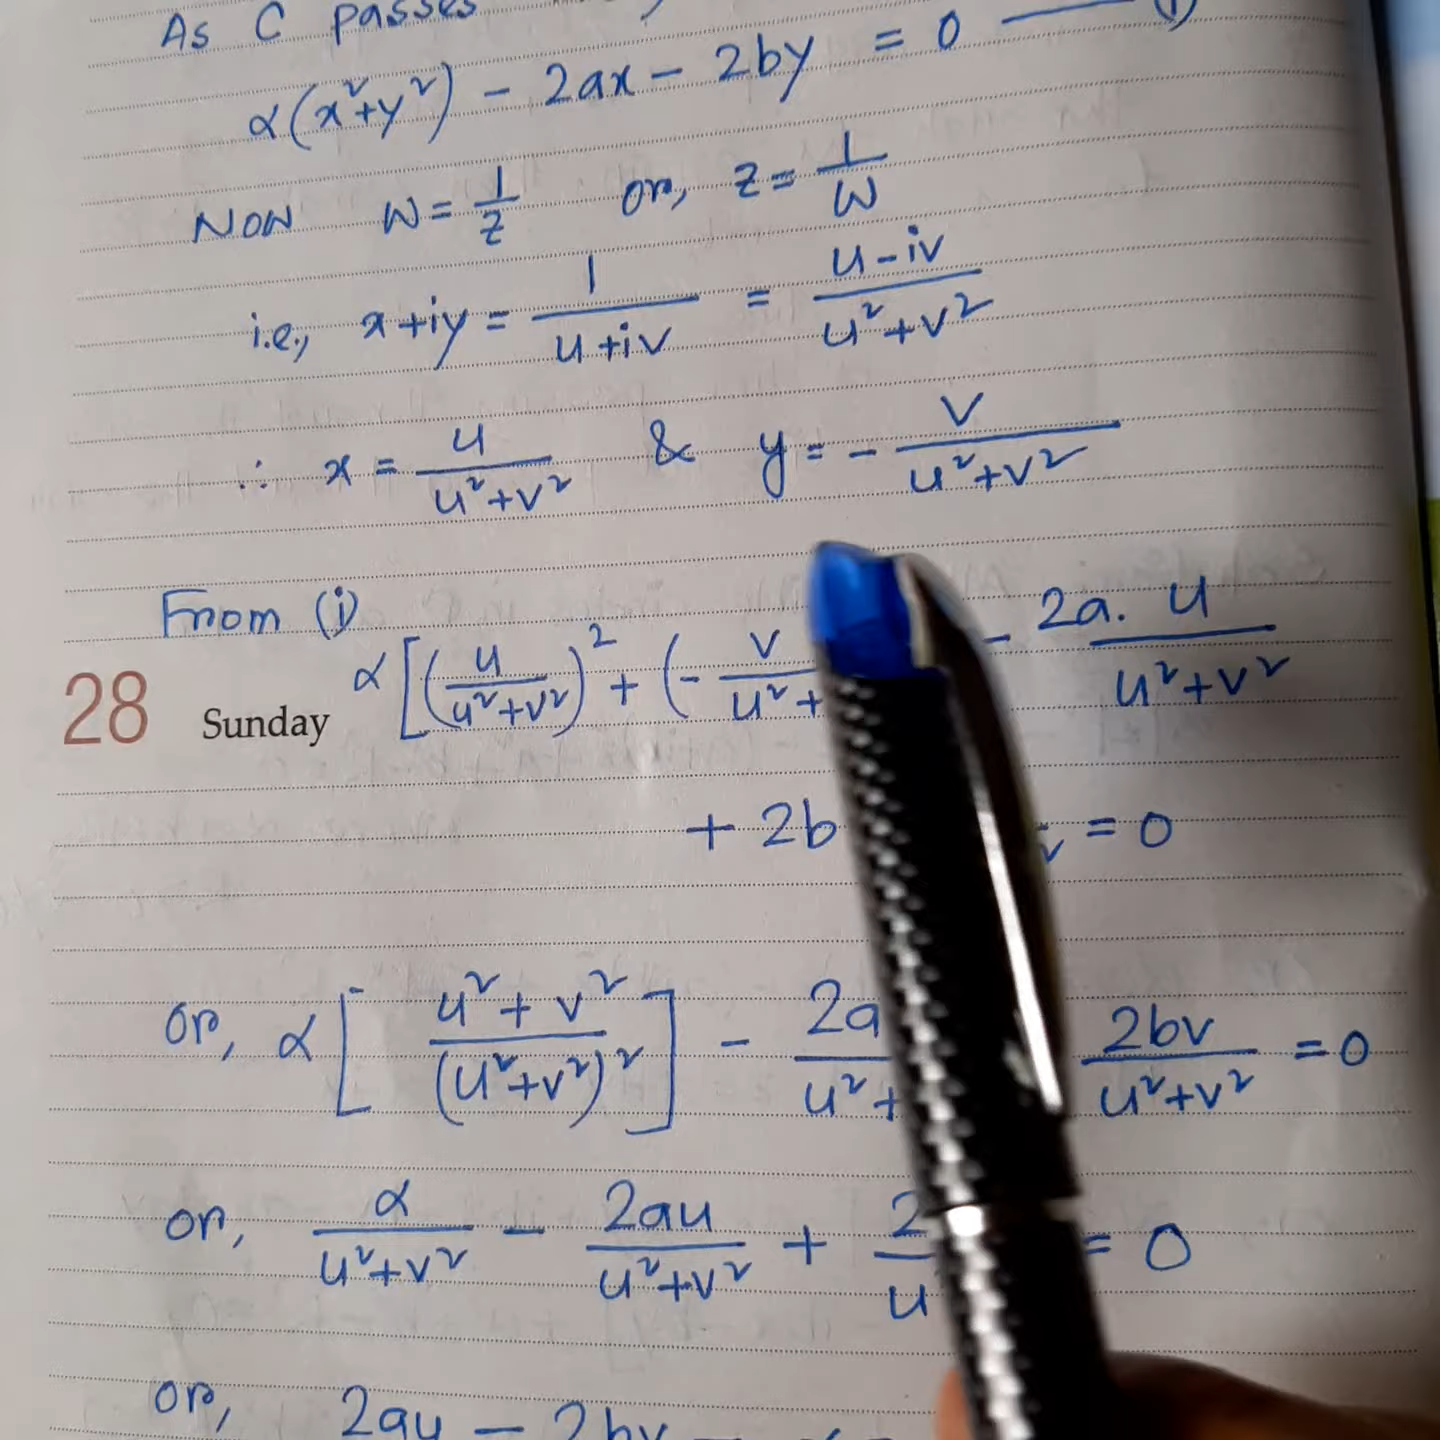 As C passes
α(x²+y²) - 2ax - 2by = 0 —— (i)
Now w = 1/z or, z = 1/w
i.e., x+iy = 1/(u+iv) = (u-iv)/(u²+v²)
∴ x = u/(u²+v²) & y = - v/(u²+v²)
From (i)
28 Sunday α[(u/(u²+v²))² + (- v/(u²+ - 2a. u/(u²+v²)
+ 2b = 0
or, α[(u²+v²)/(u²+v²)²] - 2a/(u²+ 2bv/(u²+v²) = 0
or, α/(u²+v²) - 2au/(u²+v²) + 2/u = 0
or, 2au - 2bv